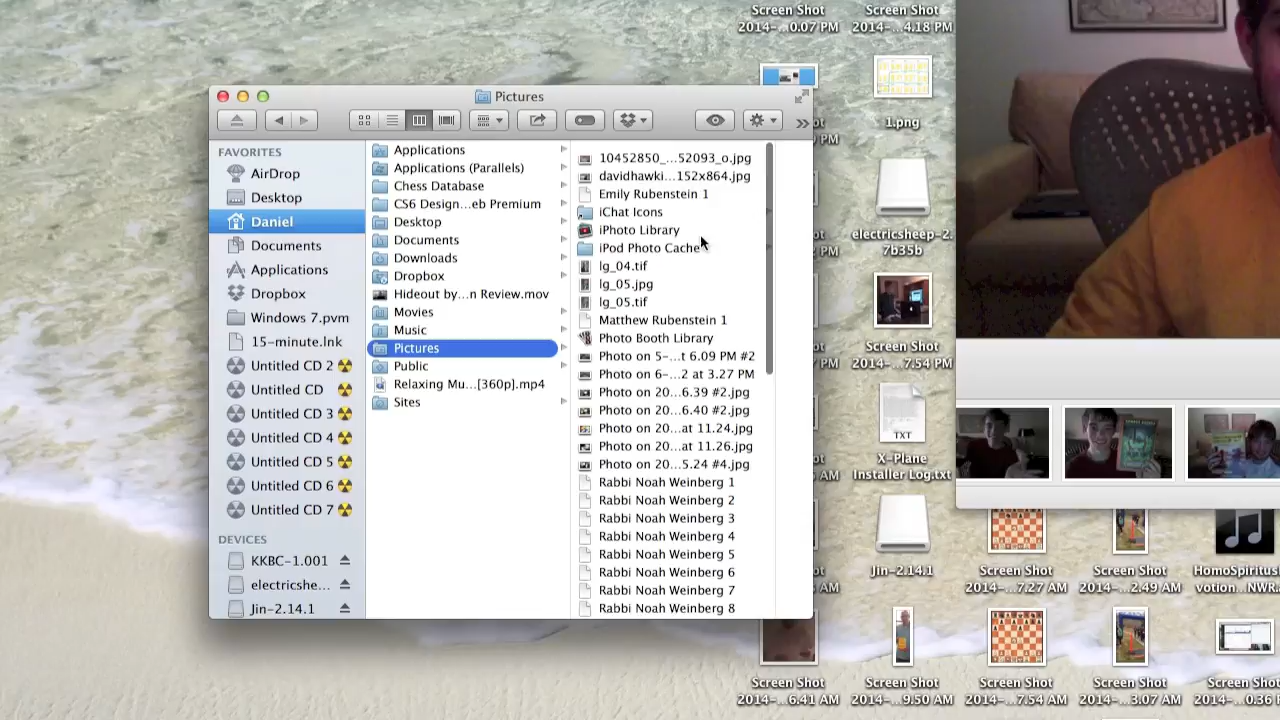 Screen Shot
2014-...0.07 PM
Screen Shot
2014-...4.18 PM
Pictures
FAVORITES
AirDrop
Desktop
Daniel
Documents
Applications
Dropbox
Windows 7.pvm
15-minute.lnk
Untitled CD 2
Untitled CD
Untitled CD 3
Untitled CD 4
Untitled CD 5
Untitled CD 6
Untitled CD 7
DEVICES
KKBC-1.001
electricshe...
Jin-2.14.1
Applications
Applications (Parallels)
Chess Database
CS6 Design...eb Premium
Desktop
Documents
Downloads
Dropbox
Hideout by...n Review.mov
Movies
Music
Pictures
Public
Relaxing Mu...[360p].mp4
Sites
10452850_...52093_o.jpg
davidhawki...152x864.jpg
Emily Rubenstein 1
iChat Icons
iPhoto Library
iPod Photo Cache
lg_04.tif
lg_05.jpg
lg_05.tif
Matthew Rubenstein 1
Photo Booth Library
Photo on 5-...t 6.09 PM #2
Photo on 6-...2 at 3.27 PM
Photo on 20...6.39 #2.jpg
Photo on 20...6.40 #2.jpg
Photo on 20...at 11.24.jpg
Photo on 20...at 11.26.jpg
Photo on 20...5.24 #4.jpg
Rabbi Noah Weinberg 1
Rabbi Noah Weinberg 2
Rabbi Noah Weinberg 3
Rabbi Noah Weinberg 4
Rabbi Noah Weinberg 5
Rabbi Noah Weinberg 6
Rabbi Noah Weinberg 7
Rabbi Noah Weinberg 8
1.png
electricsheep-2.
7b35b
Screen Shot
2014-...7.54 PM
TXT
X-Plane
Installer Log.txt
Jin-2.14.1
Screen Shot
2014-...7.27 AM
Screen Shot
2014-...2.49 AM
HomoSpiritus
votion...NWR.
Screen Shot
2014-...6.41 AM
Screen Shot
2014-...9.50 AM
Screen Shot
2014-...7.54 AM
Screen Shot
2014-...3.07 AM
Screen Shot
2014-...0.36 P